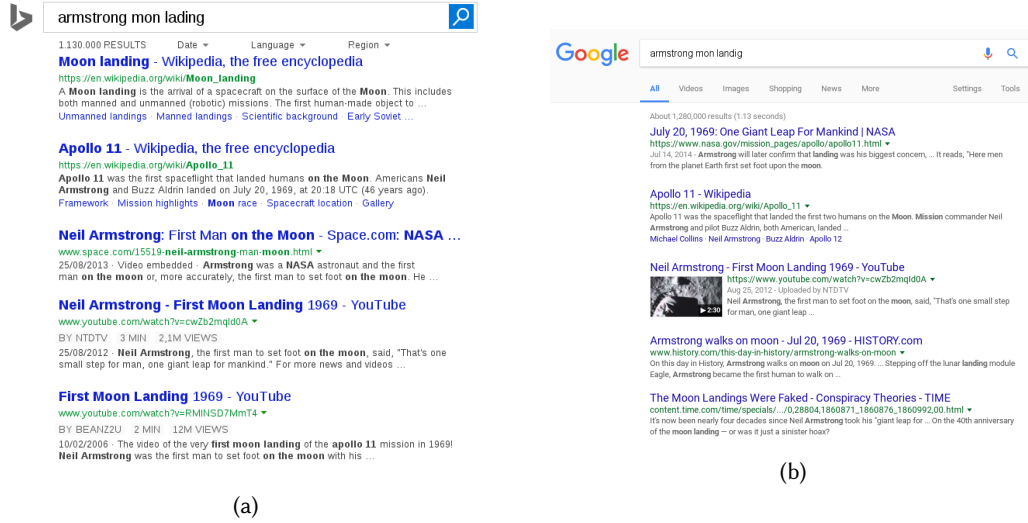 armstrong mon lading
1.130.000 RESULTS Date Language Region
Moon landing - Wikipedia, the free encyclopedia
https://en.wikipedia.org/wiki/Moon_landing
A Moon landing is the arrival of a spacecraft on the surface of the Moon. This includes
both manned and unmanned (robotic) missions. The first human-made object to ...
Unmanned landings · Manned landings · Scientific background · Early Soviet ...
Apollo 11 - Wikipedia, the free encyclopedia
https://en.wikipedia.org/wiki/Apollo_11
Apollo 11 was the first spaceflight that landed humans on the Moon. Americans Neil
Armstrong and Buzz Aldrin landed on July 20, 1969, at 20:18 UTC (46 years ago).
Framework · Mission highlights · Moon race · Spacecraft location · Gallery
Neil Armstrong: First Man on the Moon - Space.com: NASA ...
www.space.com/15519-neil-armstrong-man-moon.html
25/08/2013 · Video embedded · Armstrong was a NASA astronaut and the first
man on the moon or, more accurately, the first man to set foot on the moon. He ...
Neil Armstrong - First Moon Landing 1969 - YouTube
www.youtube.com/watch?v=cwZb2mqId0A
BY NTDTV 3 MIN 2,1M VIEWS
25/08/2012 · Neil Armstrong, the first man to set foot on the moon, said, "That's one
small step for man, one giant leap for mankind." For more news and videos ...
First Moon Landing 1969 - YouTube
www.youtube.com/watch?v=RMINSD7MmT4
BY BEANZ2U 2 MIN 12M VIEWS
10/02/2006 · The video of the very first moon landing of the apollo 11 mission in 1969!
Neil Armstrong was the first man to set foot on the moon with his ...
(a)
Google
armstrong mon landig
All Videos Images Shopping News More Settings Tools
About 1,280,000 results (1.13 seconds)
July 20, 1969: One Giant Leap For Mankind | NASA
https://www.nasa.gov/mission_pages/apollo/apollo11.html
Jul 14, 2014 - Armstrong will later confirm that landing was his biggest concern, ... It reads, "Here men
from the planet Earth first set foot upon the moon.
Apollo 11 - Wikipedia
https://en.wikipedia.org/wiki/Apollo_11
Apollo 11 was the spaceflight that landed the first two humans on the Moon. Mission commander Neil
Armstrong and pilot Buzz Aldrin, both American, landed ...
Michael Collins · Neil Armstrong · Buzz Aldrin · Apollo 12
Neil Armstrong - First Moon Landing 1969 - YouTube
https://www.youtube.com/watch?v=cwZb2mqId0A
Aug 25, 2012 - Uploaded by NTDTV
Neil Armstrong, the first man to set foot on the moon, said, "That's one small step
for man, one giant leap ...
2:30
Armstrong walks on moon - Jul 20, 1969 - HISTORY.com
www.history.com/this-day-in-history/armstrong-walks-on-moon
On this day in History, Armstrong walks on moon on Jul 20, 1969. ... Stepping off the lunar landing module
Eagle, Armstrong became the first human to walk on ...
The Moon Landings Were Faked - Conspiracy Theories - TIME
content.time.com/time/specials/.../0,28804,1860871_1860876_1860992,00.html
It's now been nearly four decades since Neil Armstrong took his "giant leap for ... On the 40th anniversary
of the moon landing — or was it just a sinister hoax?
(b)